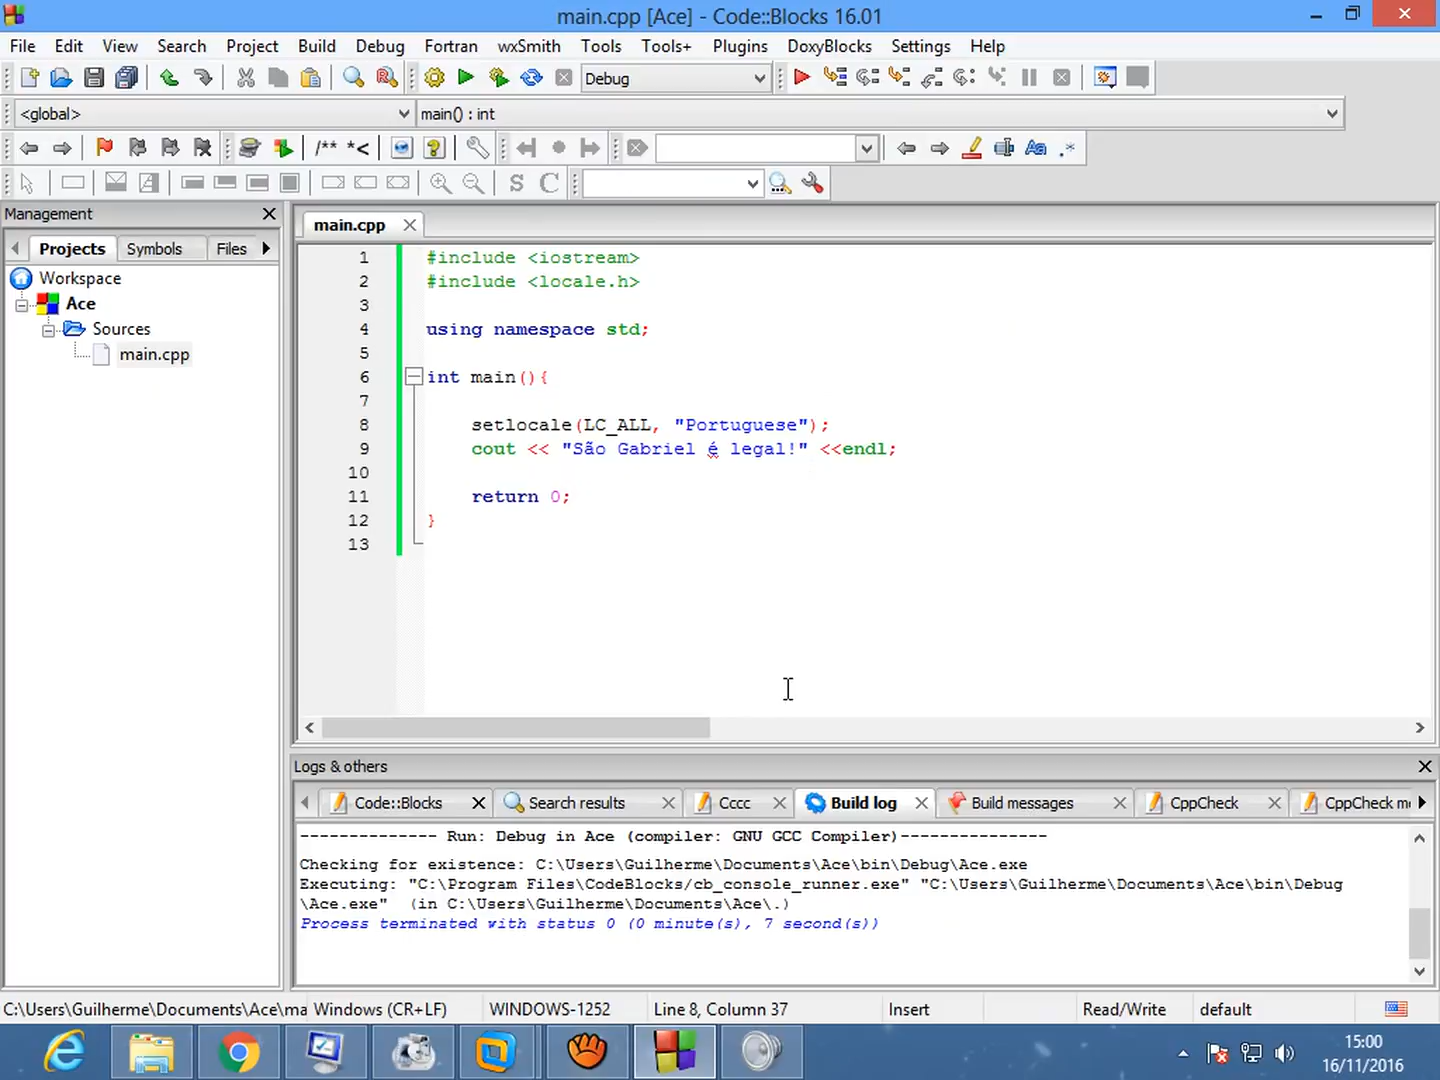 main.cpp [Ace] - Code::Blocks 16.01
File Edit View Search Project Build Debug Fortran wxSmith Tools Tools+ Plugins DoxyBlocks Settings Help
Debug
<global> main() : int
/** *<
S C
Management
Projects Symbols Files
Workspace
Ace
Sources
main.cpp
main.cpp
1 #include <iostream>
2 #include <locale.h>
3
4 using namespace std;
5
6 int main(){
7
8 setlocale(LC_ALL, "Portuguese");
9 cout << "São Gabriel é legal!" <<endl;
10
11 return 0;
12 }
13
Logs & others
Code::Blocks Search results Cccc Build log Build messages CppCheck CppCheck me
-------------- Run: Debug in Ace (compiler: GNU GCC Compiler)---------------
Checking for existence: C:\Users\Guilherme\Documents\Ace\bin\Debug\Ace.exe
Executing: "C:\Program Files\CodeBlocks/cb_console_runner.exe" "C:\Users\Guilherme\Documents\Ace\bin\Debug
\Ace.exe"  (in C:\Users\Guilherme\Documents\Ace\.)
Process terminated with status 0 (0 minute(s), 7 second(s))
C:\Users\Guilherme\Documents\Ace\ma Windows (CR+LF) WINDOWS-1252 Line 8, Column 37 Insert Read/Write default
15:00
16/11/2016